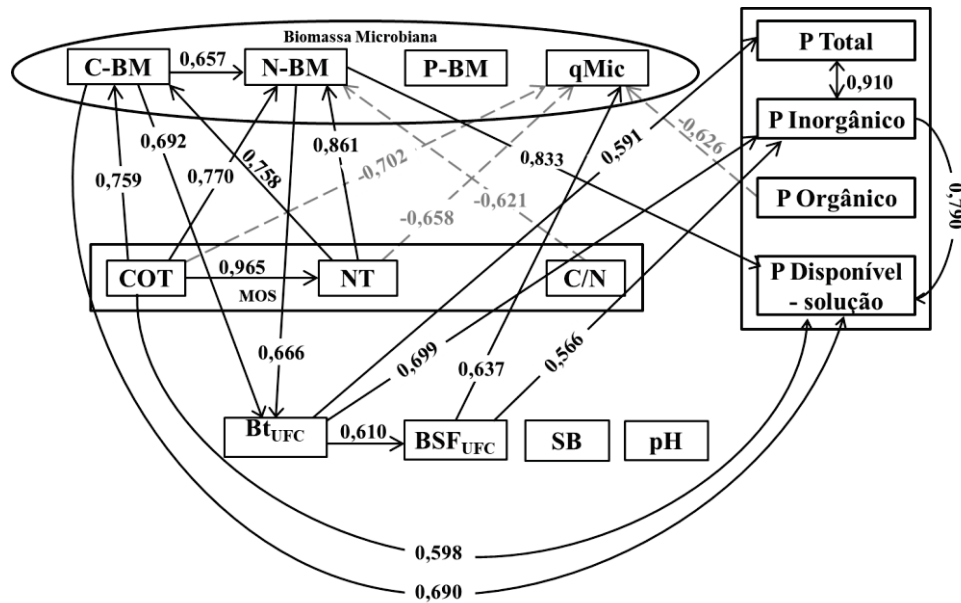 Biomassa Microbiana
C-BM
0,657
N-BM
P-BM
qMic
P Total
0,910
P Inorgânico
0,692
0,861
0,591
-0,626
0,759
0,770
0,758
-0,702
0,833
-0,658
-0,621
P Orgânico
0,790
COT
0,965
NT
C/N
MOS
P Disponível
- solução
0,666
0,699
0,637
0,566
BtUFC
0,610
BSFUFC
SB
pH
0,598
0,690